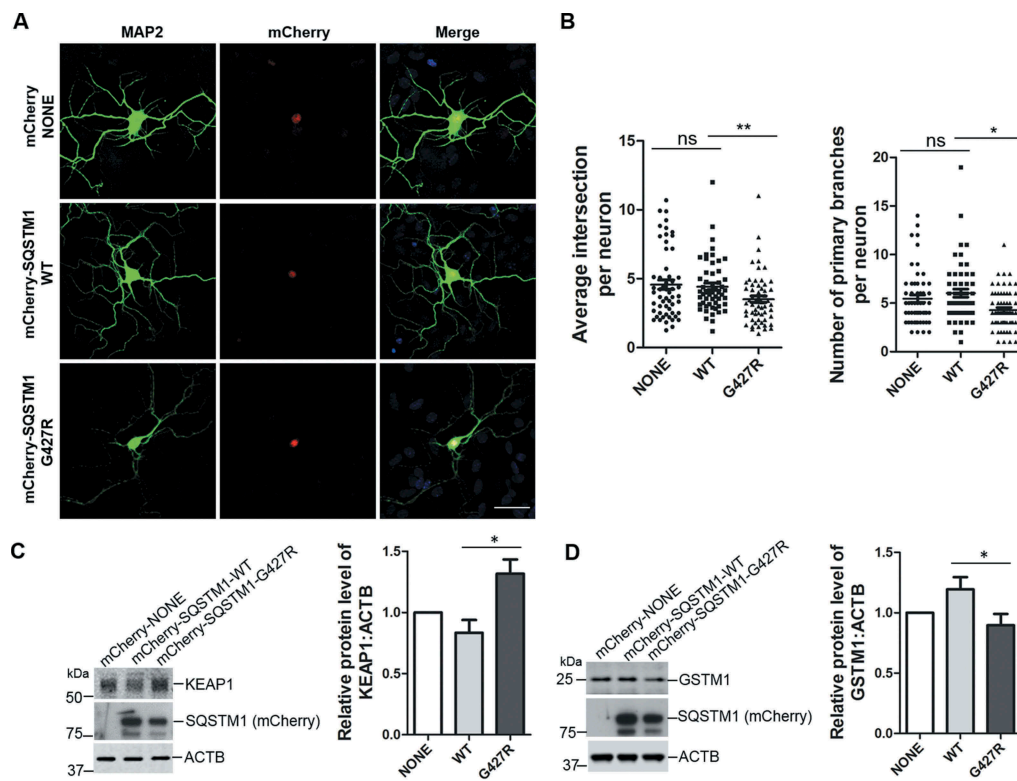 A
MAP2
mCherry
Merge
mCherry
NONE
mCherry-SQSTM1
WT
mCherry-SQSTM1
G427R
B
Average intersection
per neuron
15
10
5
0
ns
**
NONE
WT
G427R
Number of primary branches
per neuron
20
15
10
5
0
ns
*
NONE
WT
G427R
C
mCherry-NONE
mCherry-SQSTM1-WT
mCherry-SQSTM1-G427R
kDa
50
KEAP1
75
SQSTM1 (mCherry)
37
ACTB
Relative protein level of
KEAP1:ACTB
1.5
1.0
0.5
0.0
*
NONE
WT
G427R
D
mCherry-NONE
mCherry-SQSTM1-WT
mCherry-SQSTM1-G427R
kDa
25
GSTM1
75
SQSTM1 (mCherry)
37
ACTB
Relative protein level of
GSTM1:ACTB
1.5
1.0
0.5
0.0
*
NONE
WT
G427R